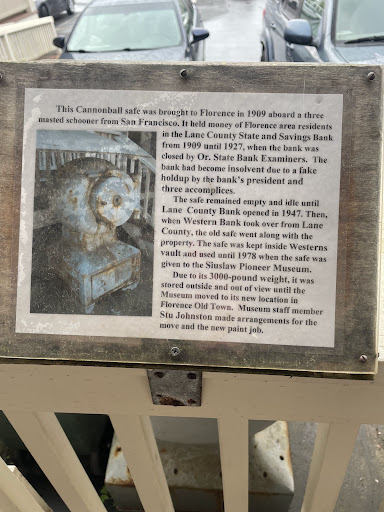 This Cannonball safe was brought to Florence in 1909 aboard a three
masted schooner from San Francisco. It held money of Florence area residents
in the Lane County State and Savings Bank
from 1909 until 1927, when the bank was
closed by Or. State Bank Examiners. The
bank had become insolvent due to a fake
holdup by the bank's president and
three accomplices.
The safe remained empty and idle until
Lane County Bank opened in 1947. Then,
when Western Bank took over from Lane
County, the old safe went along with the
property. The safe was kept inside Westerns
vault and used until 1978 when the safe was
given to the Siuslaw Pioneer Museum.
Due to its 3000-pound weight, it was
stored outside and out of view until the
Museum moved to its new location in
Florence Old Town. Museum staff member
Stu Johnston made arrangements for the
move and the new paint job.